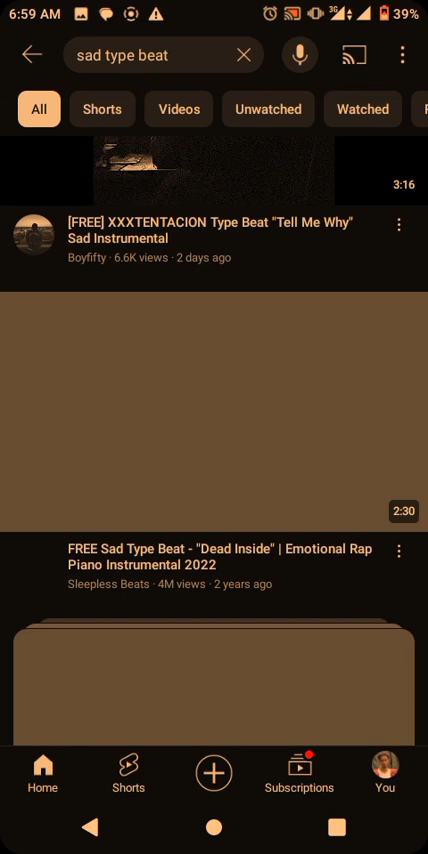 6:59 AM
3G
39%
sad type beat
All
Shorts
Videos
Unwatched
Watched
3:16
[FREE] XXXTENTACION Type Beat "Tell Me Why"
Sad Instrumental
Boyfifty · 6.6K views · 2 days ago
2:30
FREE Sad Type Beat - "Dead Inside" | Emotional Rap
Piano Instrumental 2022
Sleepless Beats · 4M views · 2 years ago
Home
Shorts
Subscriptions
You